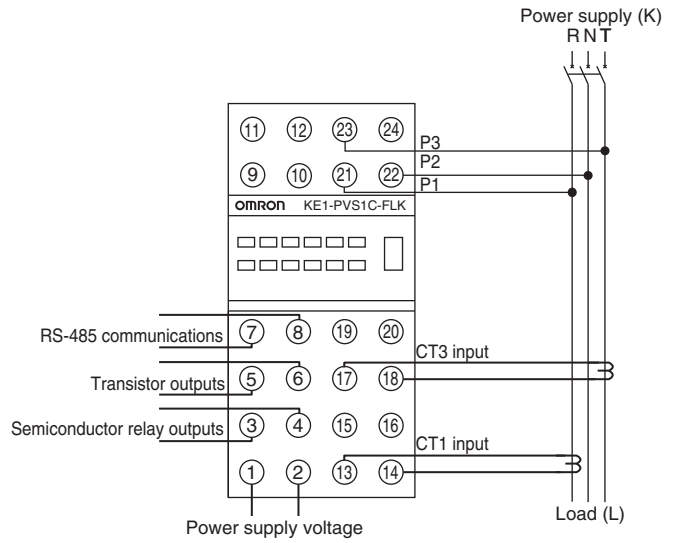 Power supply (K)
R N T
11 12 23 24
P3
P2
9 10 21 22
P1
OMRON KE1-PVS1C-FLK
RS-485 communications
7 8 19 20
CT3 input
Transistor outputs
5 6 17 18
Semiconductor relay outputs
3 4 15 16
CT1 input
1 2 13 14
Load (L)
Power supply voltage